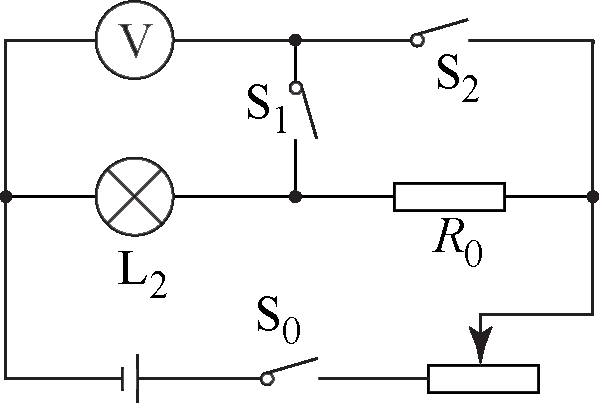 V
S₂
S₁
L₂
R₀
S₀